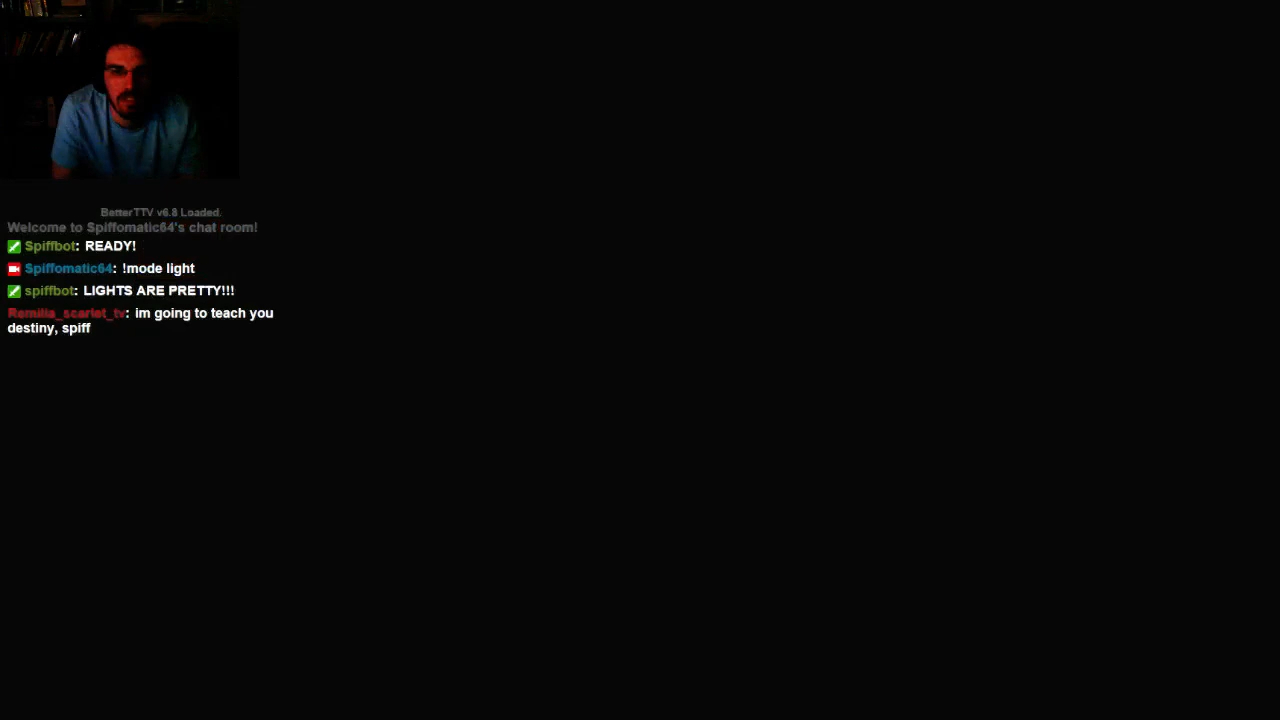 BetterTTV v6.8 Loaded.
Welcome to Spiffomatic64's chat room!
Spiffbot: READY!
Spiffomatic64: !mode light
spiffbot: LIGHTS ARE PRETTY!!!
Remilia_scarlet_tv: im going to teach you
destiny, spiff